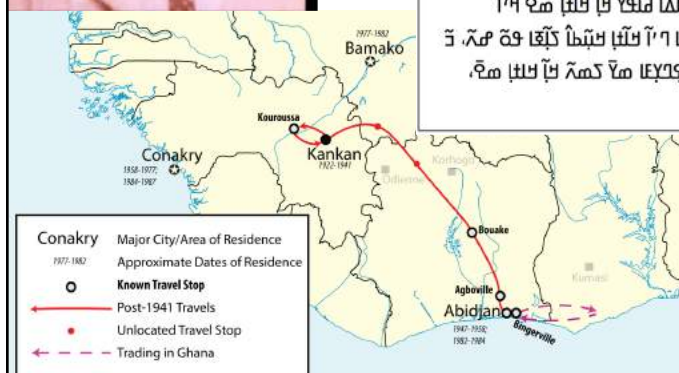 1977-1982
Bamako
Kouroussa
Kankan
1922-1941
Conakry
1958-1977;
1984-1987
Korhogo
Odienne
Bouake
Kumasi
Agboville
Abidjan
1947-1958;
1982-1984
Bingerville
Conakry Major City/Area of Residence
1977-1982 Approximate Dates of Residence
Known Travel Stop
Post-1941 Travels
Unlocated Travel Stop
Trading in Ghana